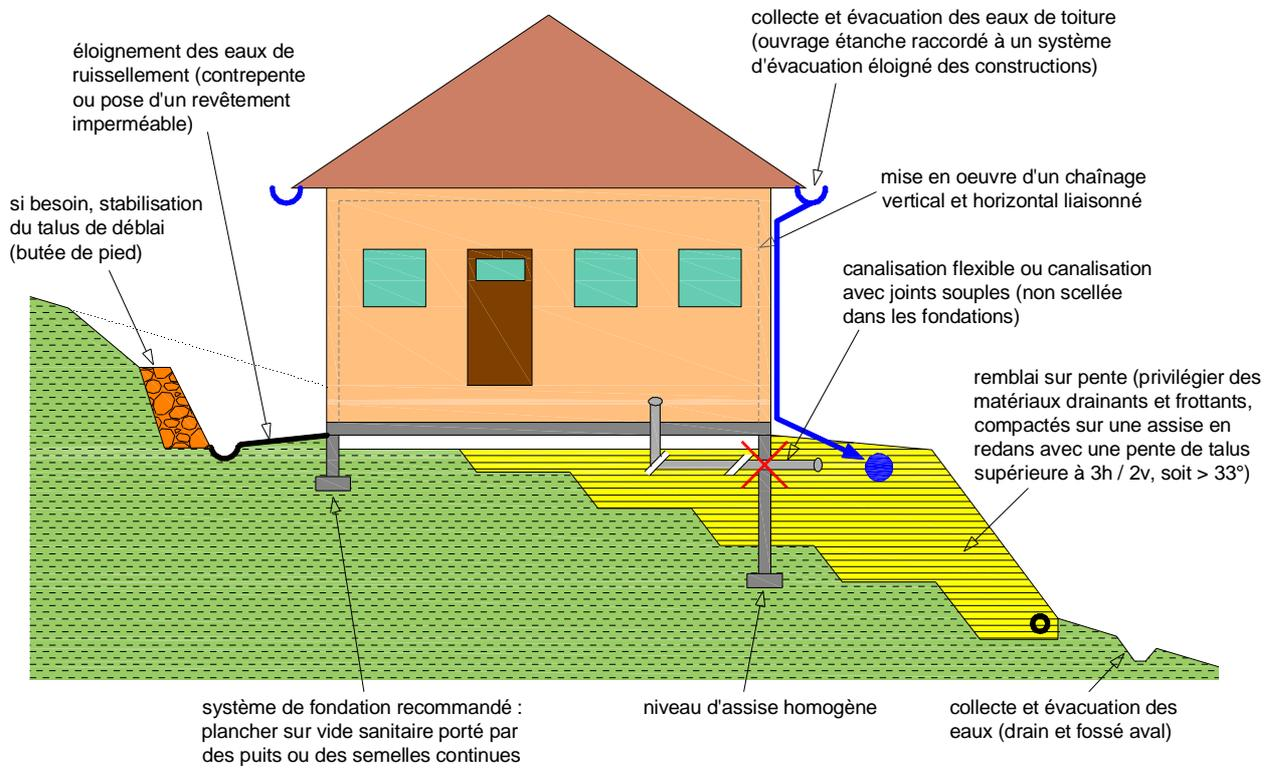 collecte et évacuation des eaux de toiture
(ouvrage étanche raccordé à un système
d'évacuation éloigné des constructions)
éloignement des eaux de
ruissellement (contrepente
ou pose d'un revêtement
imperméable)
mise en oeuvre d'un chaînage
vertical et horizontal liaisonné
si besoin, stabilisation
du talus de déblai
(butée de pied)
canalisation flexible ou canalisation
avec joints souples (non scellée
dans les fondations)
remblai sur pente (privilégier des
matériaux drainants et frottants,
compactés sur une assise en
redans avec une pente de talus
supérieure à 3h / 2v, soit > 33°)
système de fondation recommandé :
plancher sur vide sanitaire porté par
des puits ou des semelles continues
niveau d'assise homogène
collecte et évacuation des
eaux (drain et fossé aval)